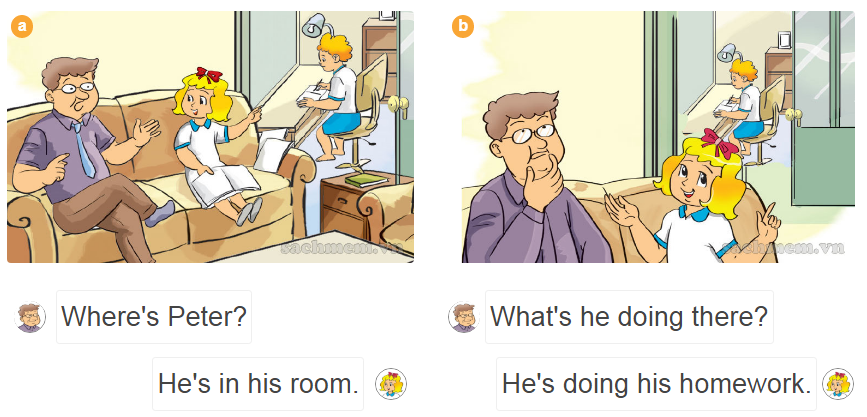 a
b
sachmem.vn
sachmem.vn
Where's Peter?
What's he doing there?
He's in his room.
He's doing his homework.